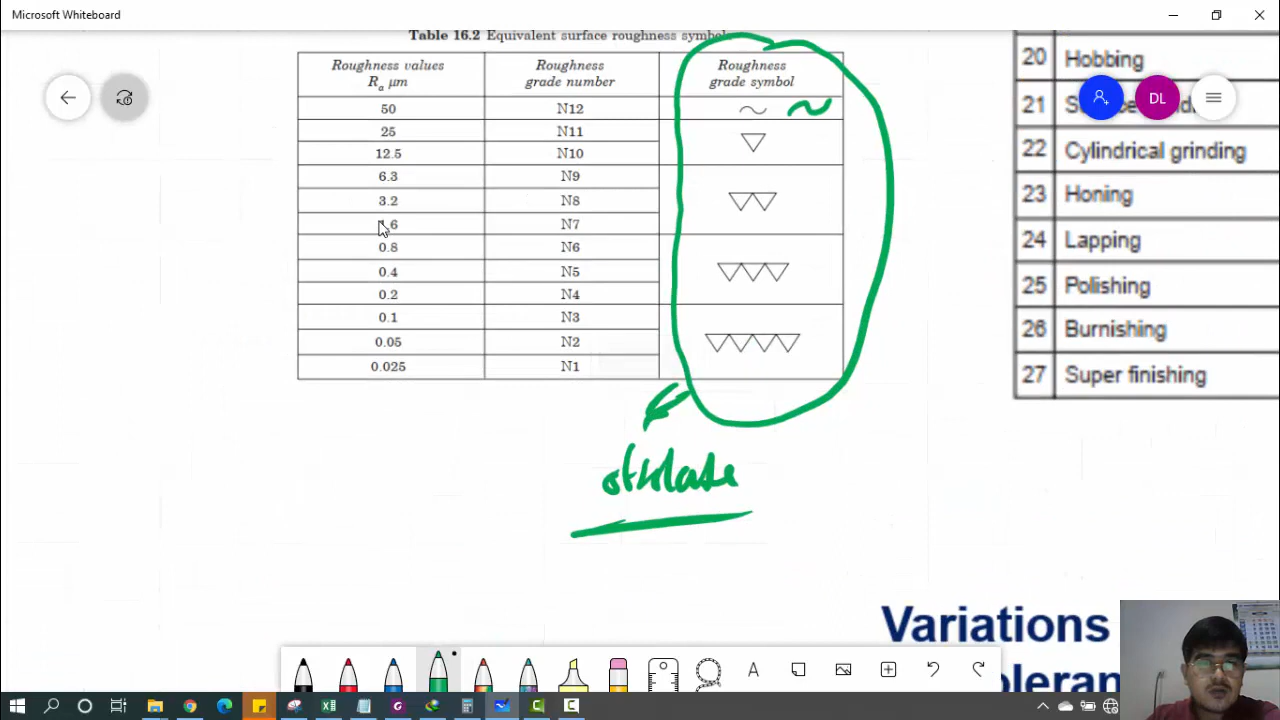 Microsoft Whiteboard
Table 16.2 Equivalent surface roughness symbols
Roughness values Roughness Roughness
Ra μm grade number grade symbol
50 N12
25 N11
12.5 N10
6.3 N9
3.2 N8
N7
0.8 N6
0.4 N5
0.2 N4
0.1 N3
0.05 N2
0.025 N1
20 Hobbing
21
22 Cylindrical grinding
23 Honing
24 Lapping
25 Polishing
26 Burnishing
27 Super finishing
DL
Variations
A